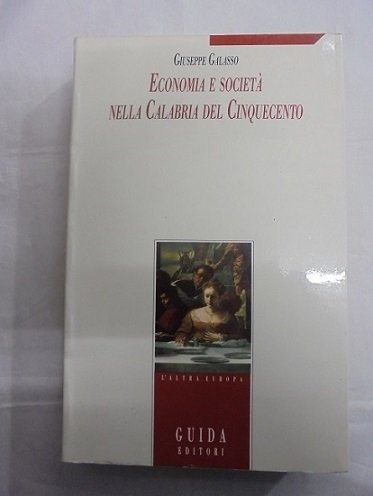 GIUSEPPE GALASSO
ECONOMIA E SOCIETÀ
NELLA CALABRIA DEL CINQUECENTO
L'ALTRA EUROPA
GUIDA
EDITORI